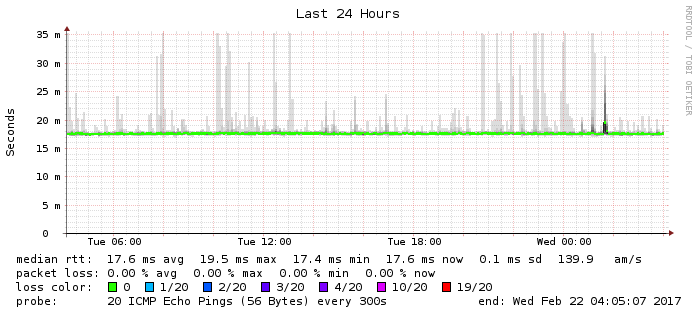 Last 24 Hours
RRDTOOL / TOBI OETIKER
Seconds
35 m
30 m
25 m
20 m
15 m
10 m
5 m
0
Tue 06:00 Tue 12:00 Tue 18:00 Wed 00:00
median rtt: 17.6 ms avg 19.5 ms max 17.4 ms min 17.6 ms now 0.1 ms sd 139.9 am/s
packet loss: 0.00 % avg 0.00 % max 0.00 % min 0.00 % now
loss color: 0 1/20 2/20 3/20 4/20 10/20 19/20
probe: 20 ICMP Echo Pings (56 Bytes) every 300s end: Wed Feb 22 04:05:07 2017